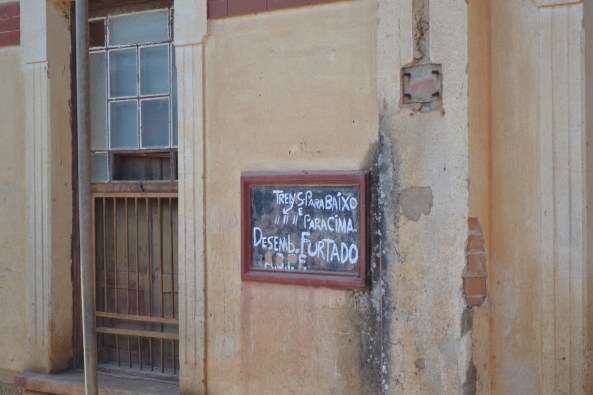 TRENS PARA BAIXO
E
" " " PARA CIMA.
DESEMB. FURTADO